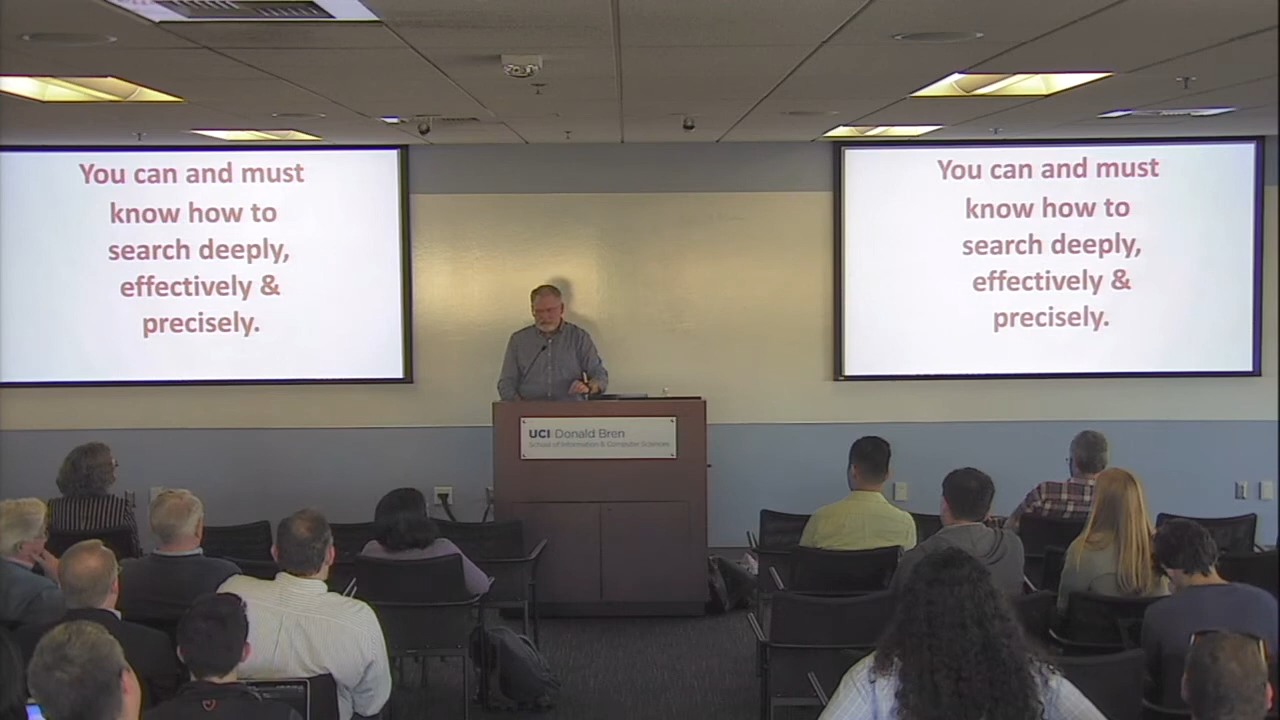 You can and must
know how to
search deeply,
effectively &
precisely.
You can and must
know how to
search deeply,
effectively &
precisely.
UCI Donald Bren
School of Information & Computer Sciences